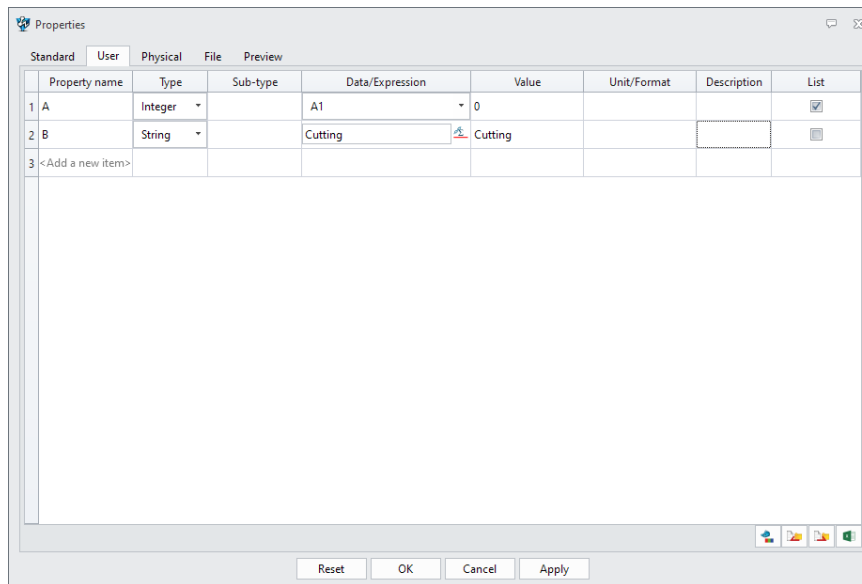 Properties
Standard User Physical File Preview
Property name Type Sub-type Data/Expression Value Unit/Format Description List
1 A Integer A1 0
2 B String Cutting Cutting
3 <Add a new item>
Reset OK Cancel Apply